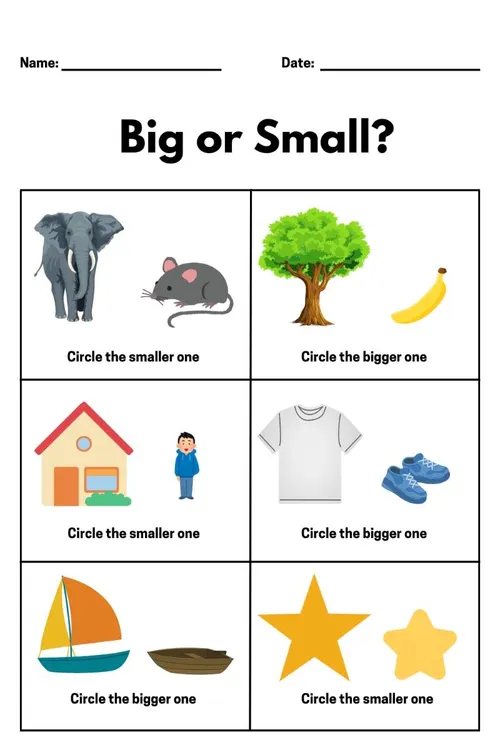 Name: Date:
Big or Small?
Circle the smaller one
Circle the bigger one
Circle the smaller one
Circle the bigger one
Circle the bigger one
Circle the smaller one